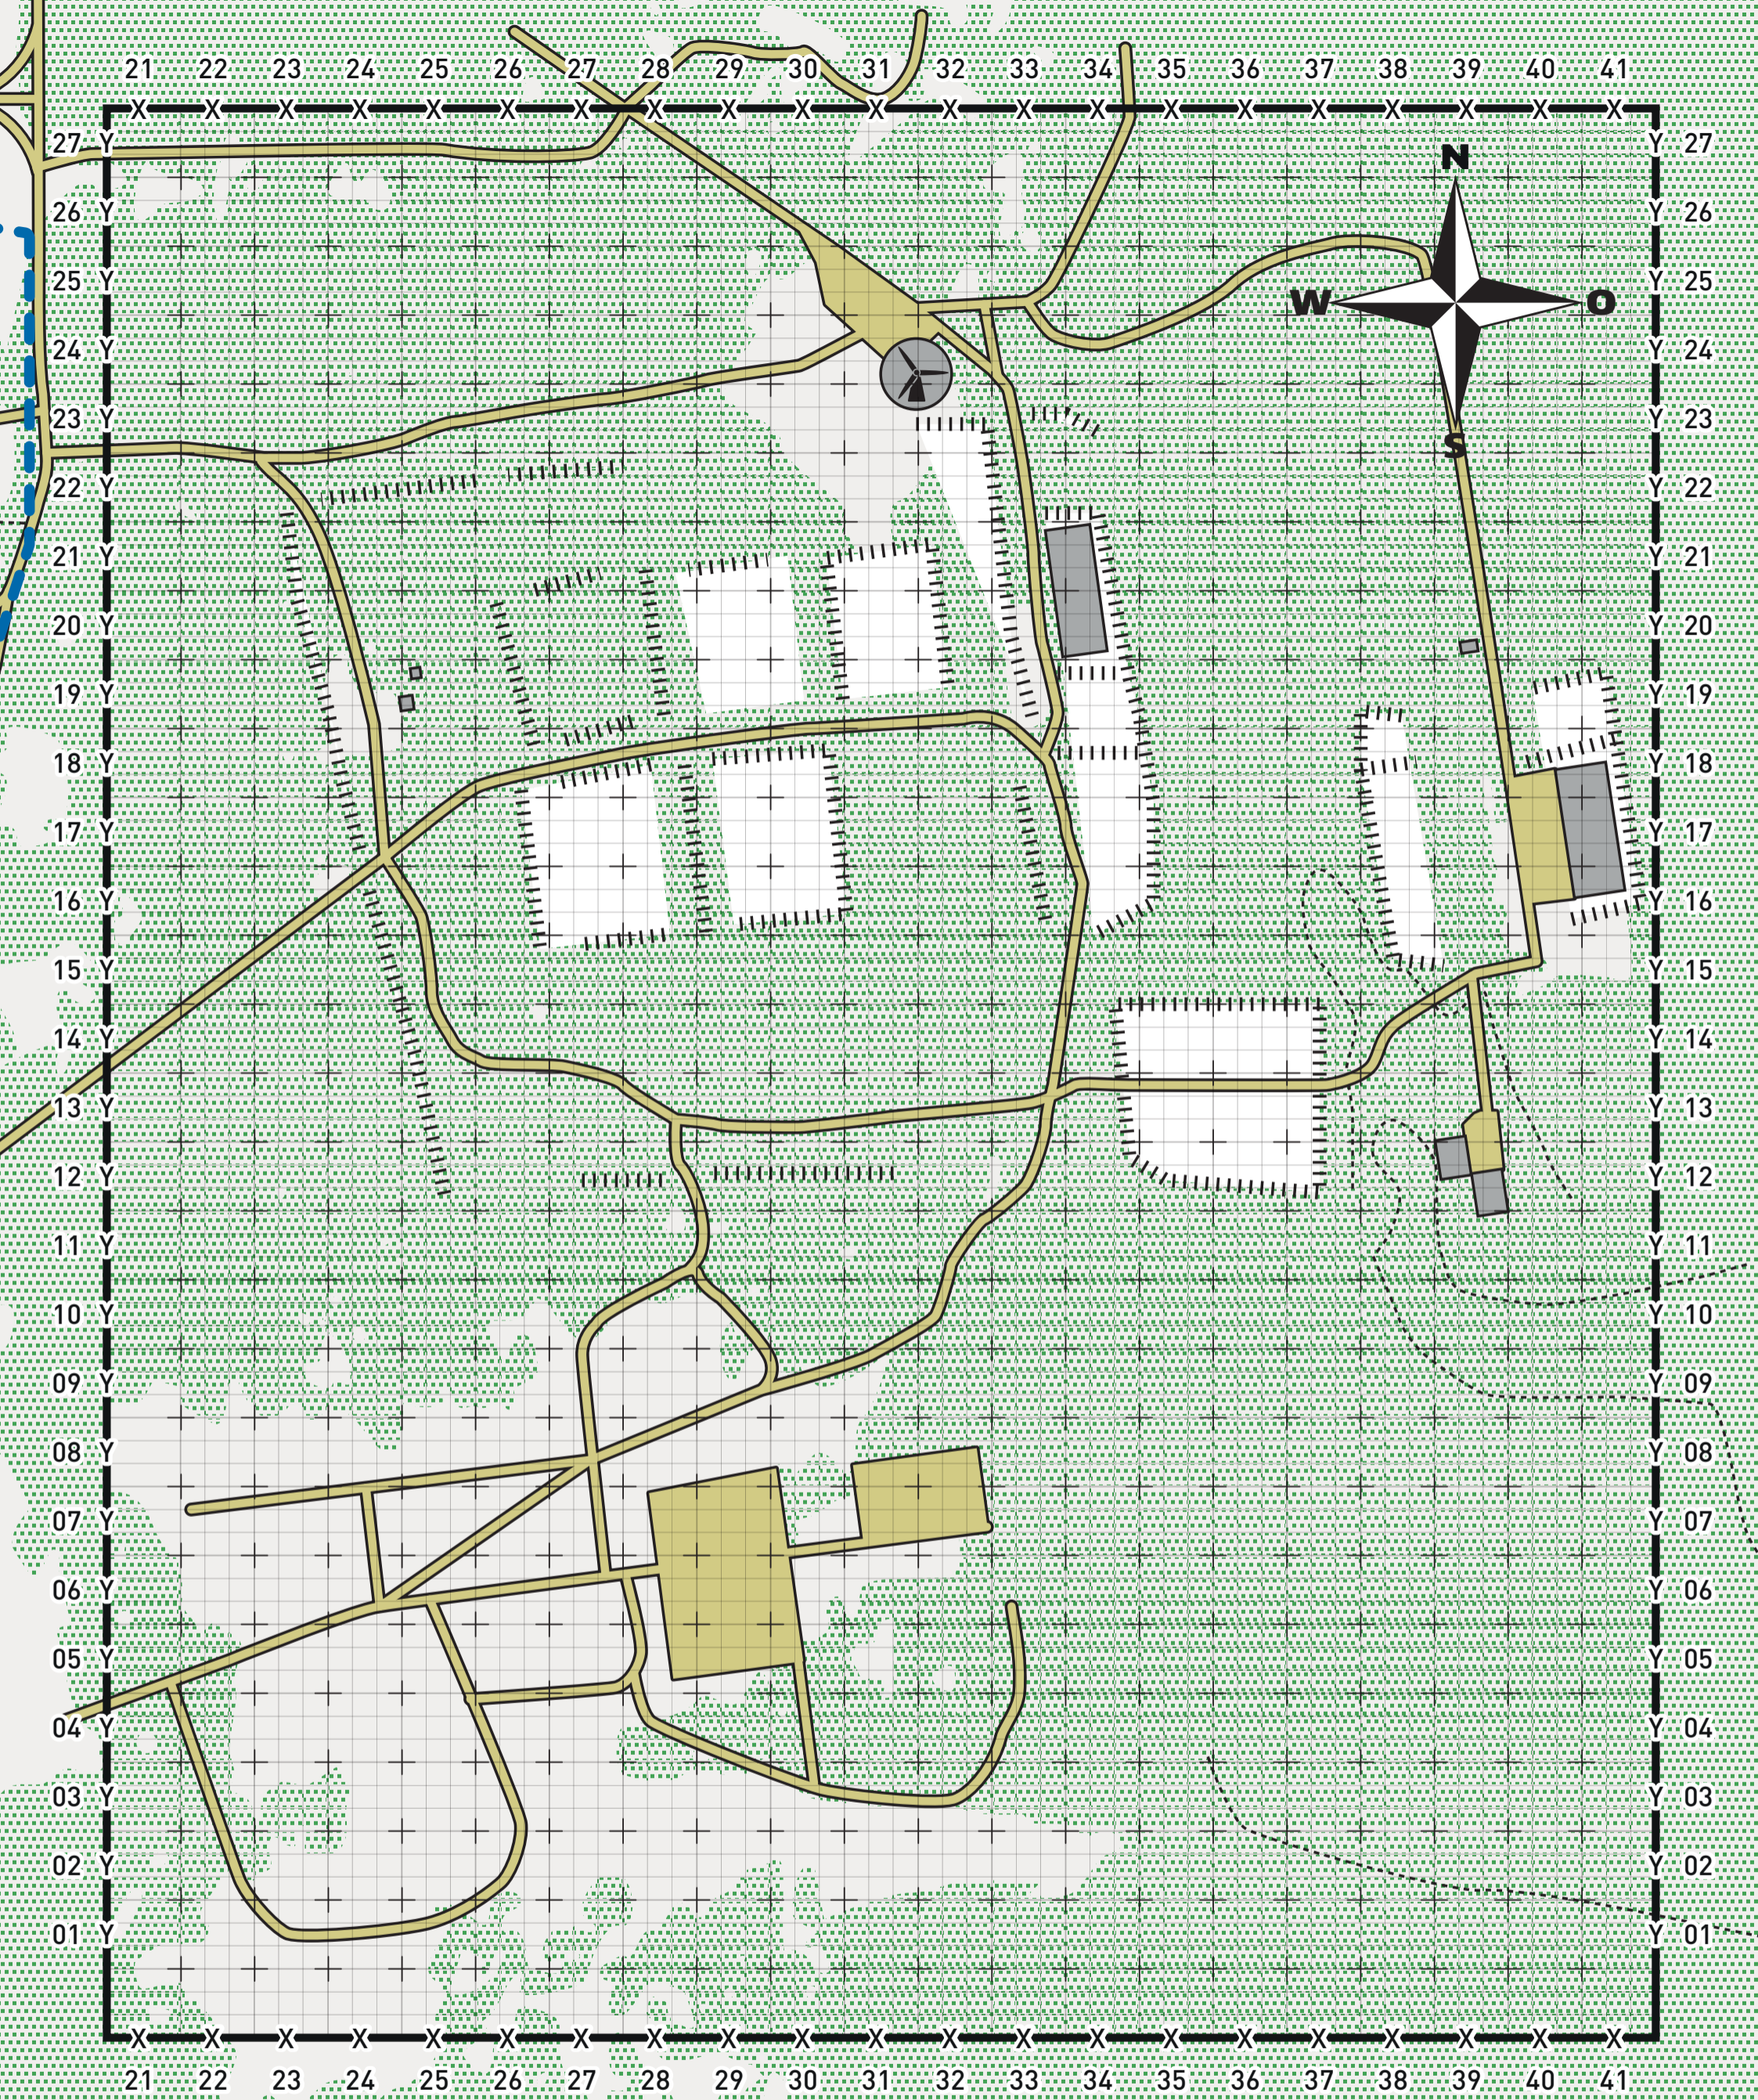 21 22 23 24 25 26 27 28 29 30 31 32 33 34 35 36 37 38 39 40 41
X X X X X X X X X X X X X X X X X X X X X
27 Y Y 27
N
26 Y Y 26
25 Y Y 25
W O
24 Y Y 24
23 Y Y 23
S
22 Y Y 22
21 Y Y 21
20 Y Y 20
19 Y Y 19
18 Y Y 18
17 Y Y 17
16 Y Y 16
15 Y Y 15
14 Y Y 14
13 Y Y 13
12 Y Y 12
11 Y Y 11
10 Y Y 10
09 Y Y 09
08 Y Y 08
07 Y Y 07
06 Y Y 06
05 Y Y 05
04 Y Y 04
03 Y Y 03
02 Y Y 02
01 Y Y 01
X X X X X X X X X X X X X X X X X X X X X
21 22 23 24 25 26 27 28 29 30 31 32 33 34 35 36 37 38 39 40 41